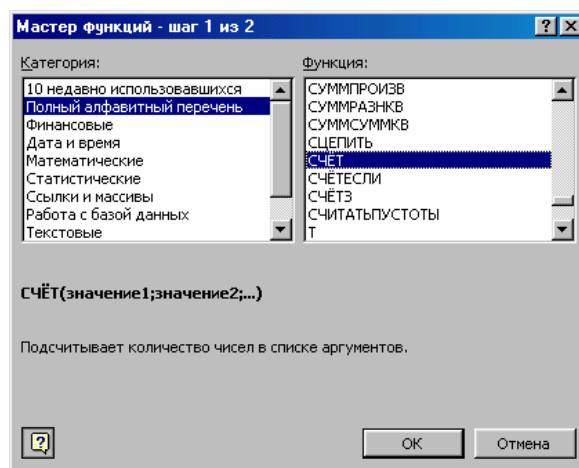 Мастер функций - шаг 1 из 2
Категория:
10 недавно использовавшихся
Полный алфавитный перечень
Финансовые
Дата и время
Математические
Статистические
Ссылки и массивы
Работа с базой данных
Текстовые
Функция:
СУММПРОИЗВ
СУММРАЗНКВ
СУММСУММКВ
СЦЕПИТЬ
СЧЁТ
СЧЁТЕСЛИ
СЧЁТЗ
СЧИТАТЬПУСТОТЫ
Т
СЧЁТ(значение1;значение2;...)
Подсчитывает количество чисел в списке аргументов.
ОК
Отмена